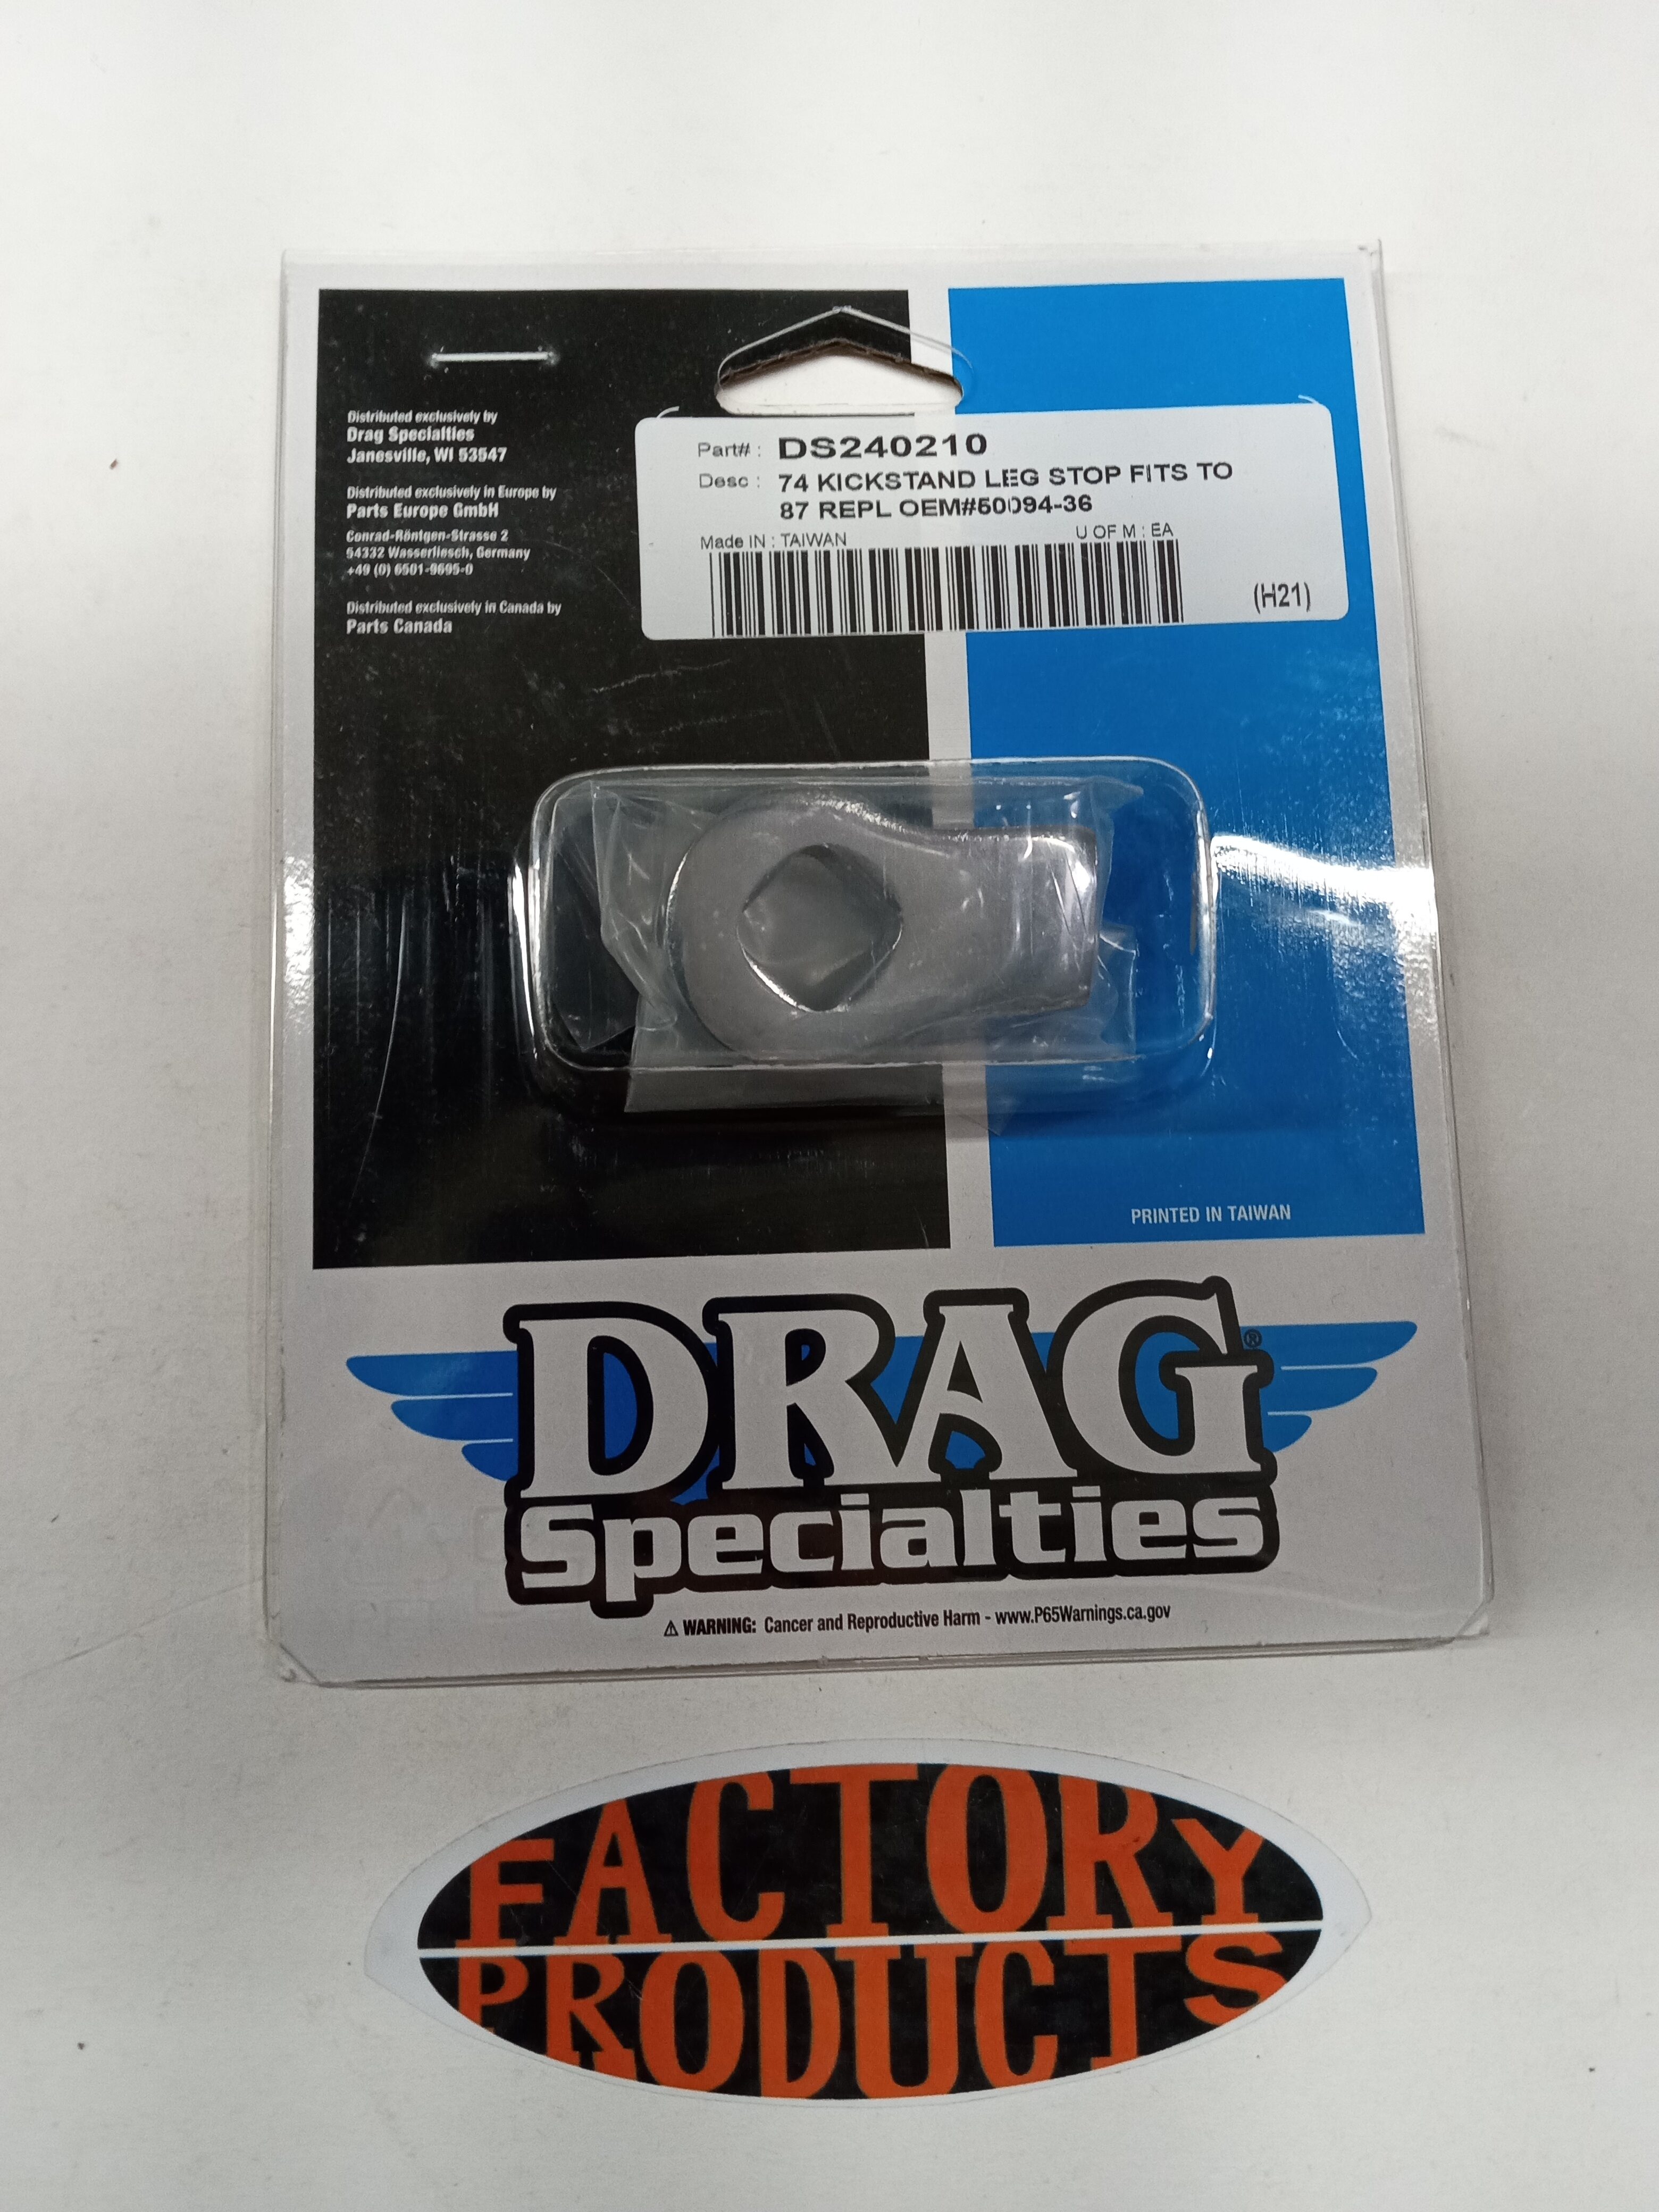 Distributed exclusively by
Drag Specialties
Janesville, WI 53547
Distributed exclusively in Europe by
Parts Europe GmbH
Conrad-Röntgen-Strasse 2
54332 Wasserliesch, Germany
+49 (0) 6501-9695-0
Distributed exclusively in Canada by
Parts Canada
Part# : DS240210
Desc : 74 KICKSTAND LEG STOP FITS TO
87 REPL OEM#50094-36
Made IN : TAIWAN U OF M : EA
(H21)
PRINTED IN TAIWAN
DRAG®
Specialties
⚠ WARNING: Cancer and Reproductive Harm - www.P65Warnings.ca.gov
FACTORY
PRODUCTS